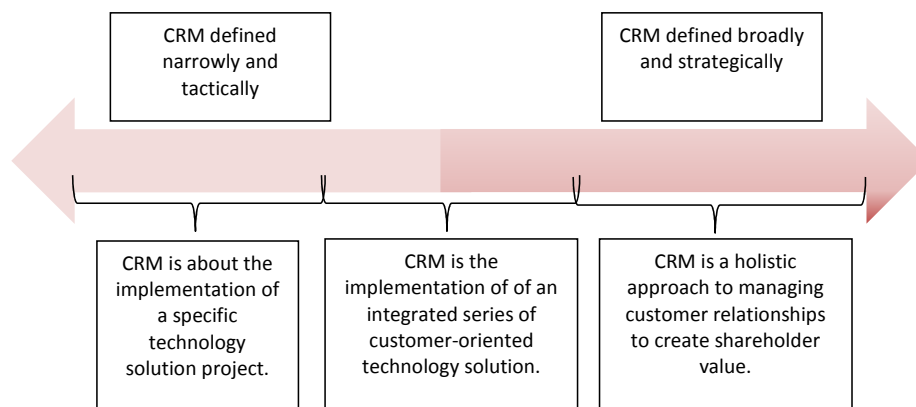 CRM defined
narrowly and
tactically
CRM defined broadly
and strategically
CRM is about the
implementation of
a specific
technology
solution project.
CRM is the
implementation of of an
integrated series of
customer-oriented
technology solution.
CRM is a holistic
approach to managing
customer relationships
to create shareholder
value.